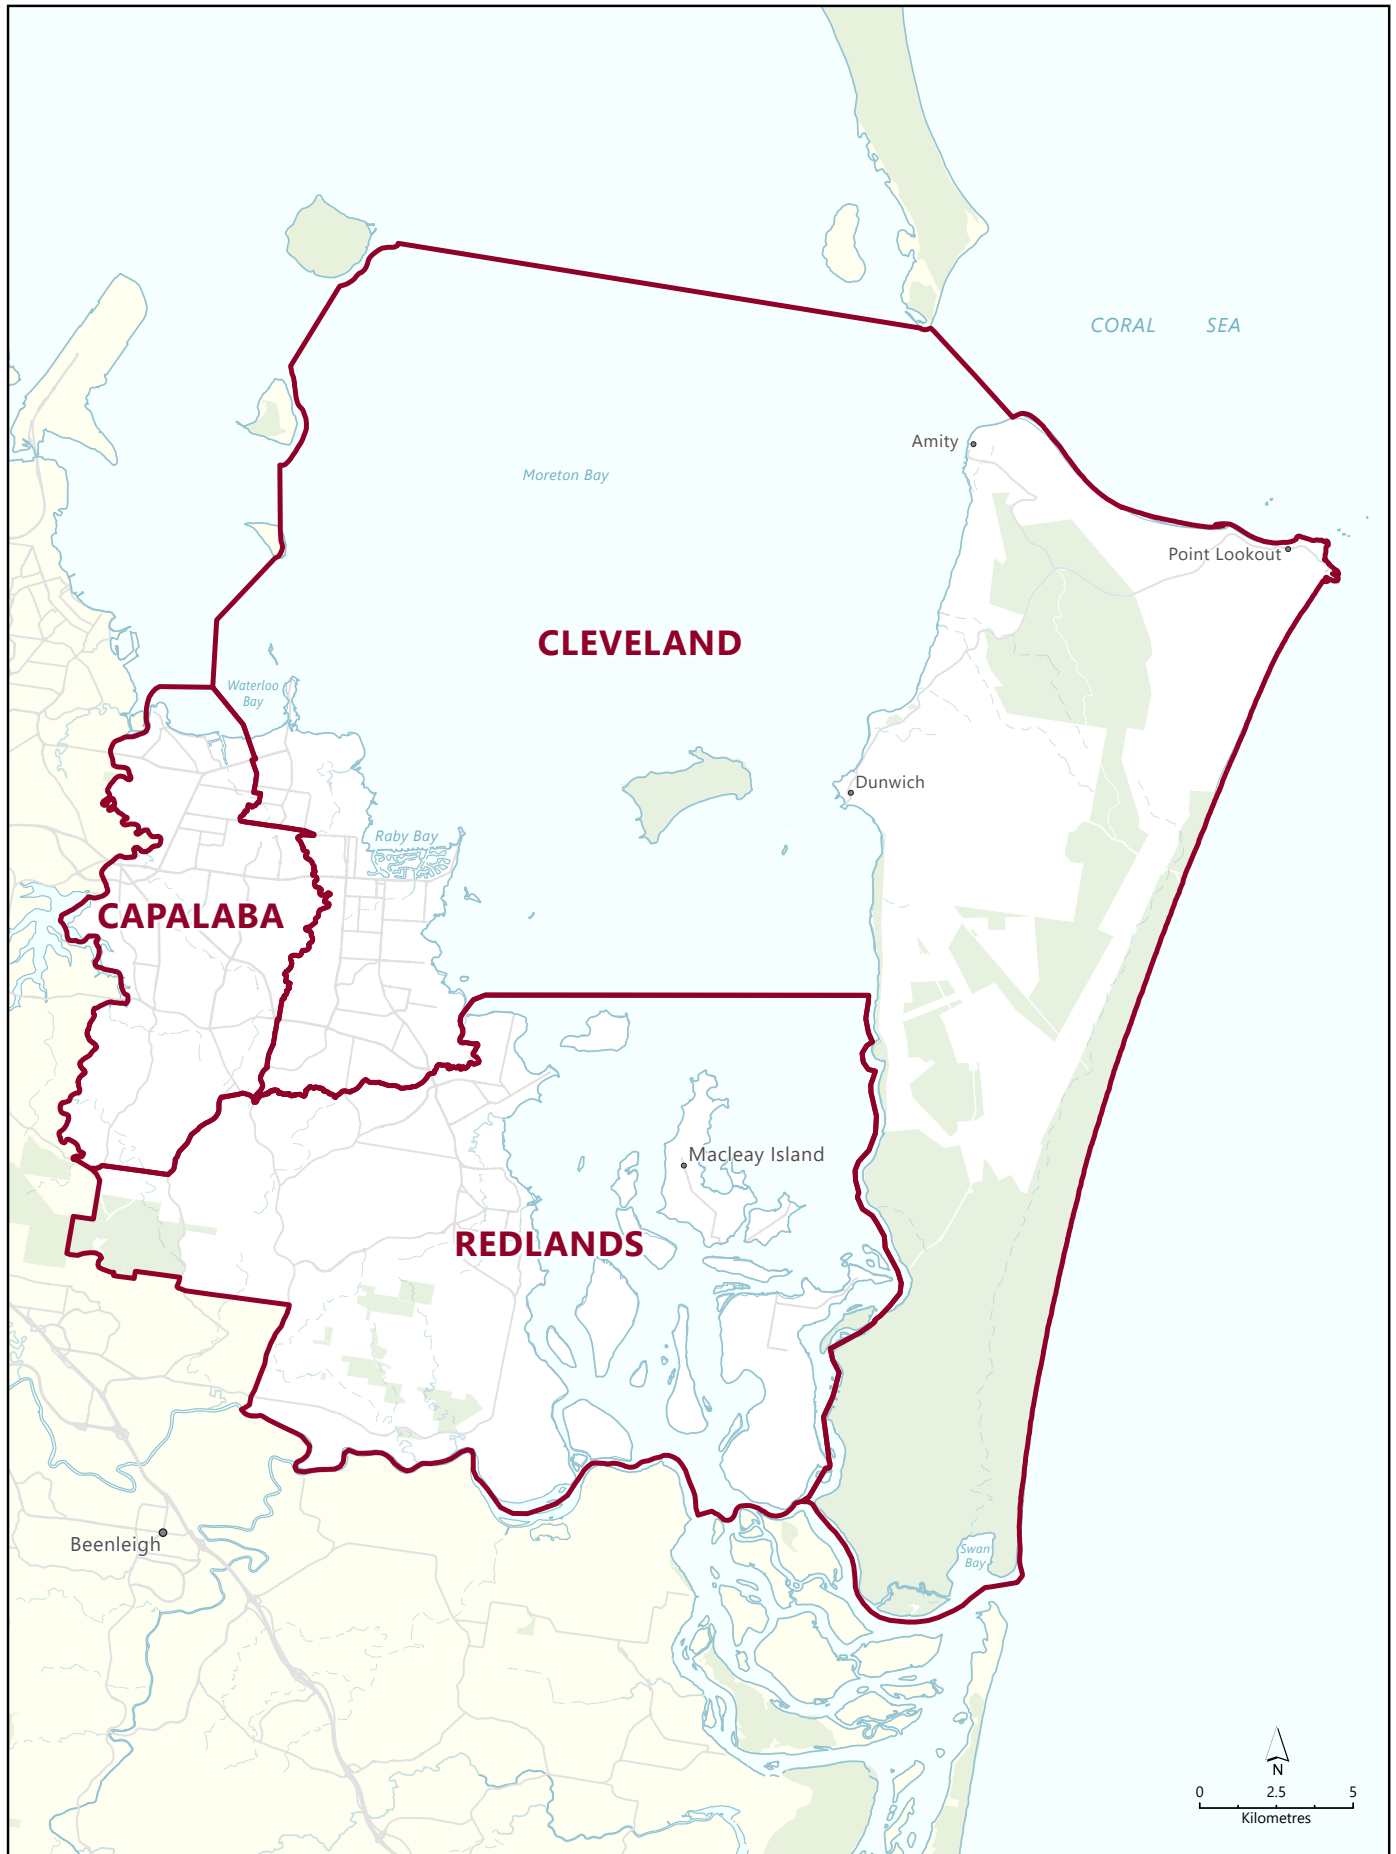 CORAL SEA
Amity
Moreton Bay
Point Lookout
CLEVELAND
Waterloo
Bay
Dunwich
Raby Bay
CAPALABA
Macleay Island
REDLANDS
Beenleigh
Swan
Bay
N
0 2.5 5
Kilometres